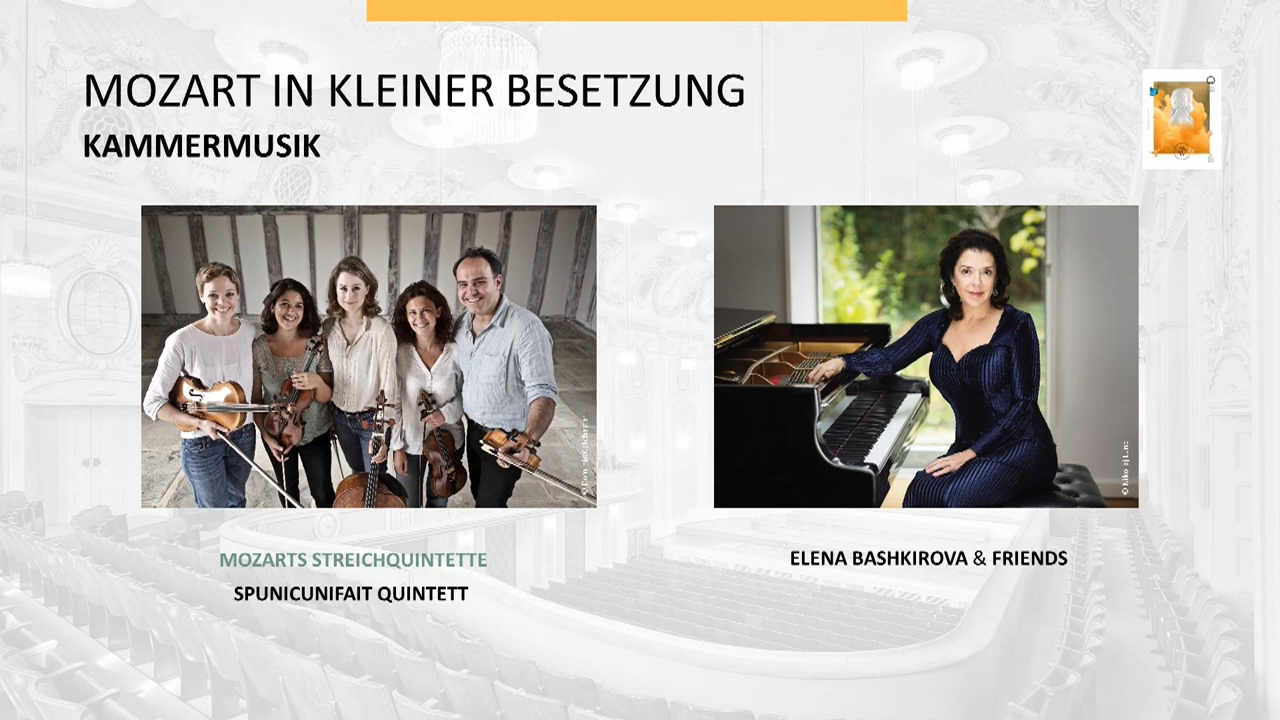 MOZART IN KLEINER BESETZUNG
KAMMERMUSIK
MOZARTS STREICHQUINTETTE
SPUNICUNIFAIT QUINTETT
ELENA BASHKIROVA & FRIENDS